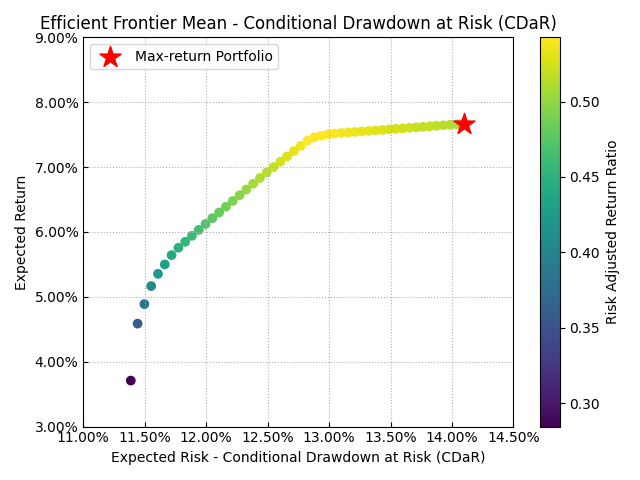 Efficient Frontier Mean - Conditional Drawdown at Risk (CDaR)
9.00%
8.00%
7.00%
6.00%
5.00%
4.00%
3.00%
Expected Return
Max-return Portfolio
11.00% 11.50% 12.00% 12.50% 13.00% 13.50% 14.00% 14.50%
Expected Risk - Conditional Drawdown at Risk (CDaR)
0.50
0.45
0.40
0.35
0.30
Risk Adjusted Return Ratio